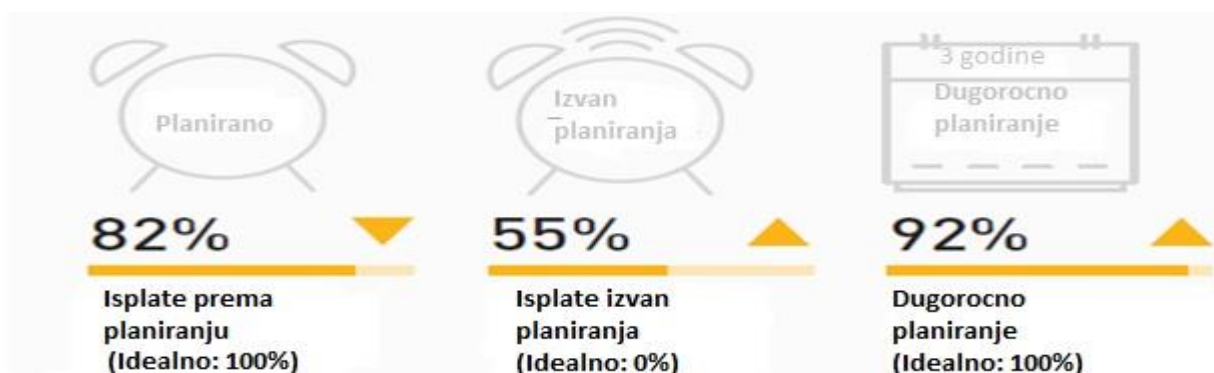 Planirano
Izvan
planiranja
3 godine
Dugorocno
planiranje
82%
55%
92%
Isplate prema
planiranju
(Idealno: 100%)
Isplate izvan
planiranja
(Idealno: 0%)
Dugorocno
planiranje
(Idealno: 100%)